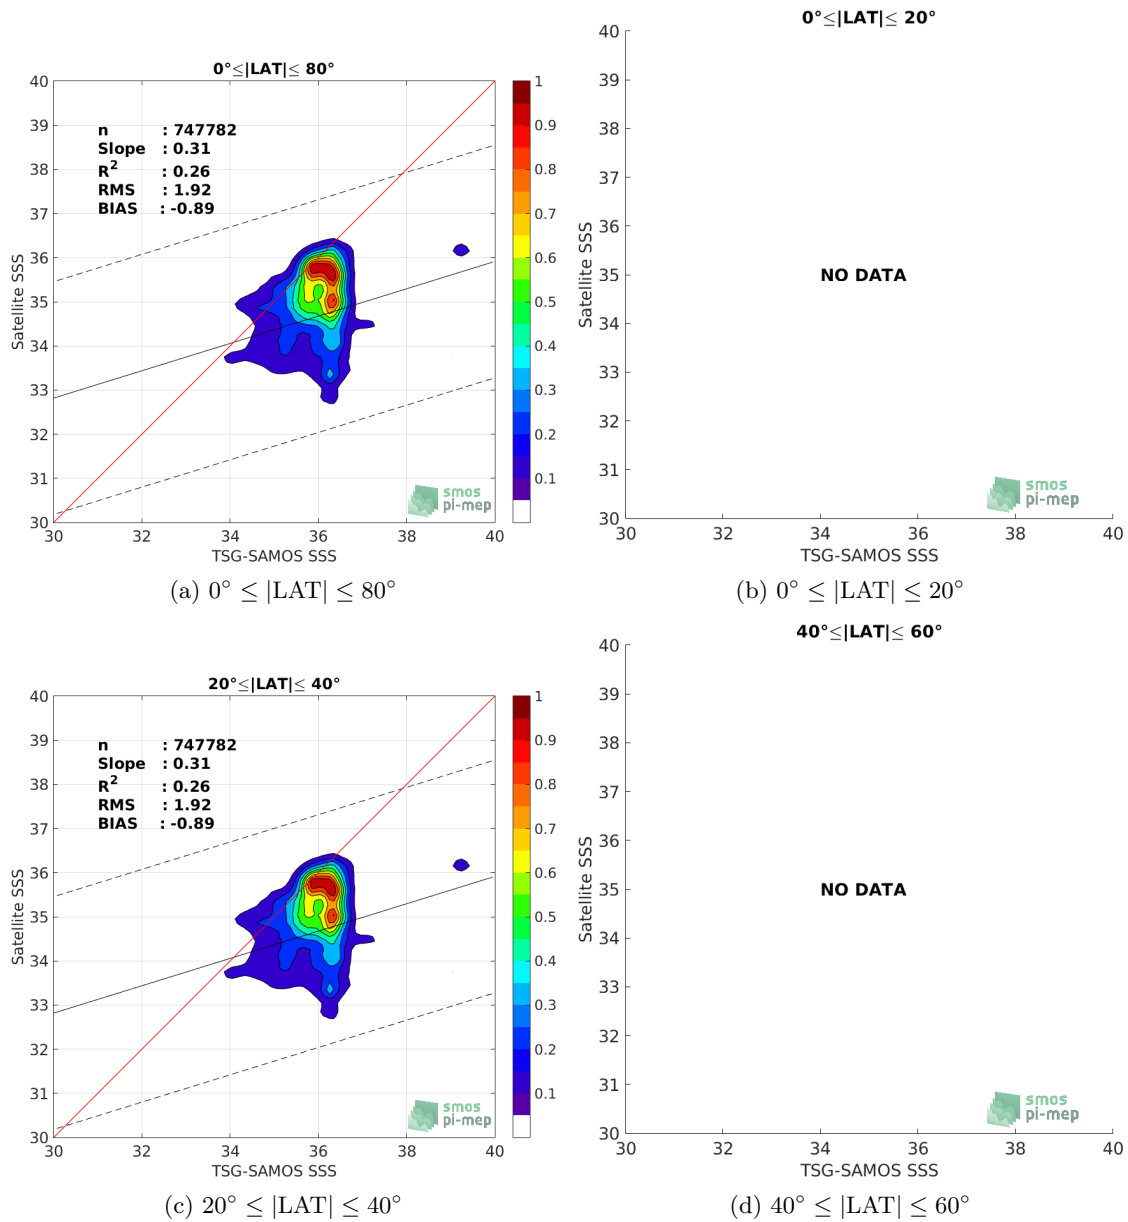 0°≤|LAT|≤ 80°
40
39
38
37
36
35
34
33
32
31
30
n : 747782
Slope : 0.31
R² : 0.26
RMS : 1.92
BIAS : -0.89
1
0.9
0.8
0.7
0.6
0.5
0.4
0.3
0.2
0.1
Satellite SSS
smos
pi-mep
30 32 34 36 38 40
TSG-SAMOS SSS
(a) 0° ≤ |LAT| ≤ 80°
0°≤|LAT|≤ 20°
40
39
38
37
36
35
34
33
32
31
30
Satellite SSS
NO DATA
smos
pi-mep
30 32 34 36 38 40
TSG-SAMOS SSS
(b) 0° ≤ |LAT| ≤ 20°
20°≤|LAT|≤ 40°
40
39
38
37
36
35
34
33
32
31
30
n : 747782
Slope : 0.31
R² : 0.26
RMS : 1.92
BIAS : -0.89
1
0.9
0.8
0.7
0.6
0.5
0.4
0.3
0.2
0.1
Satellite SSS
smos
pi-mep
30 32 34 36 38 40
TSG-SAMOS SSS
(c) 20° ≤ |LAT| ≤ 40°
40°≤|LAT|≤ 60°
40
39
38
37
36
35
34
33
32
31
30
Satellite SSS
NO DATA
smos
pi-mep
30 32 34 36 38 40
TSG-SAMOS SSS
(d) 40° ≤ |LAT| ≤ 60°